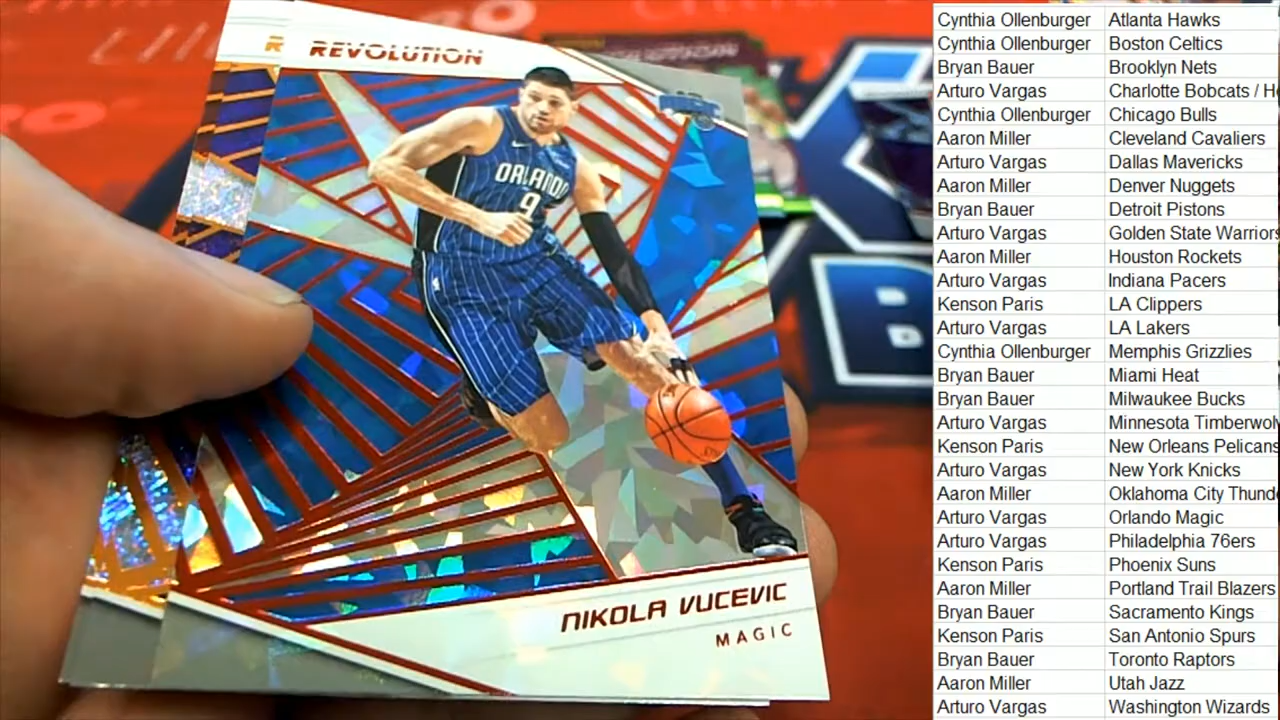 REVOLUTION
R
MAGIC
ORLANDO
9
NIKOLA VUCEVIC
MAGIC
B
Cynthia Ollenburger Atlanta Hawks
Cynthia Ollenburger Boston Celtics
Bryan Bauer Brooklyn Nets
Arturo Vargas Charlotte Bobcats / H
Cynthia Ollenburger Chicago Bulls
Aaron Miller Cleveland Cavaliers
Arturo Vargas Dallas Mavericks
Aaron Miller Denver Nuggets
Bryan Bauer Detroit Pistons
Arturo Vargas Golden State Warriors
Aaron Miller Houston Rockets
Arturo Vargas Indiana Pacers
Kenson Paris LA Clippers
Arturo Vargas LA Lakers
Cynthia Ollenburger Memphis Grizzlies
Bryan Bauer Miami Heat
Bryan Bauer Milwaukee Bucks
Arturo Vargas Minnesota Timberwolv
Kenson Paris New Orleans Pelicans
Arturo Vargas New York Knicks
Aaron Miller Oklahoma City Thund
Arturo Vargas Orlando Magic
Arturo Vargas Philadelphia 76ers
Kenson Paris Phoenix Suns
Aaron Miller Portland Trail Blazers
Bryan Bauer Sacramento Kings
Kenson Paris San Antonio Spurs
Bryan Bauer Toronto Raptors
Aaron Miller Utah Jazz
Arturo Vargas Washington Wizards